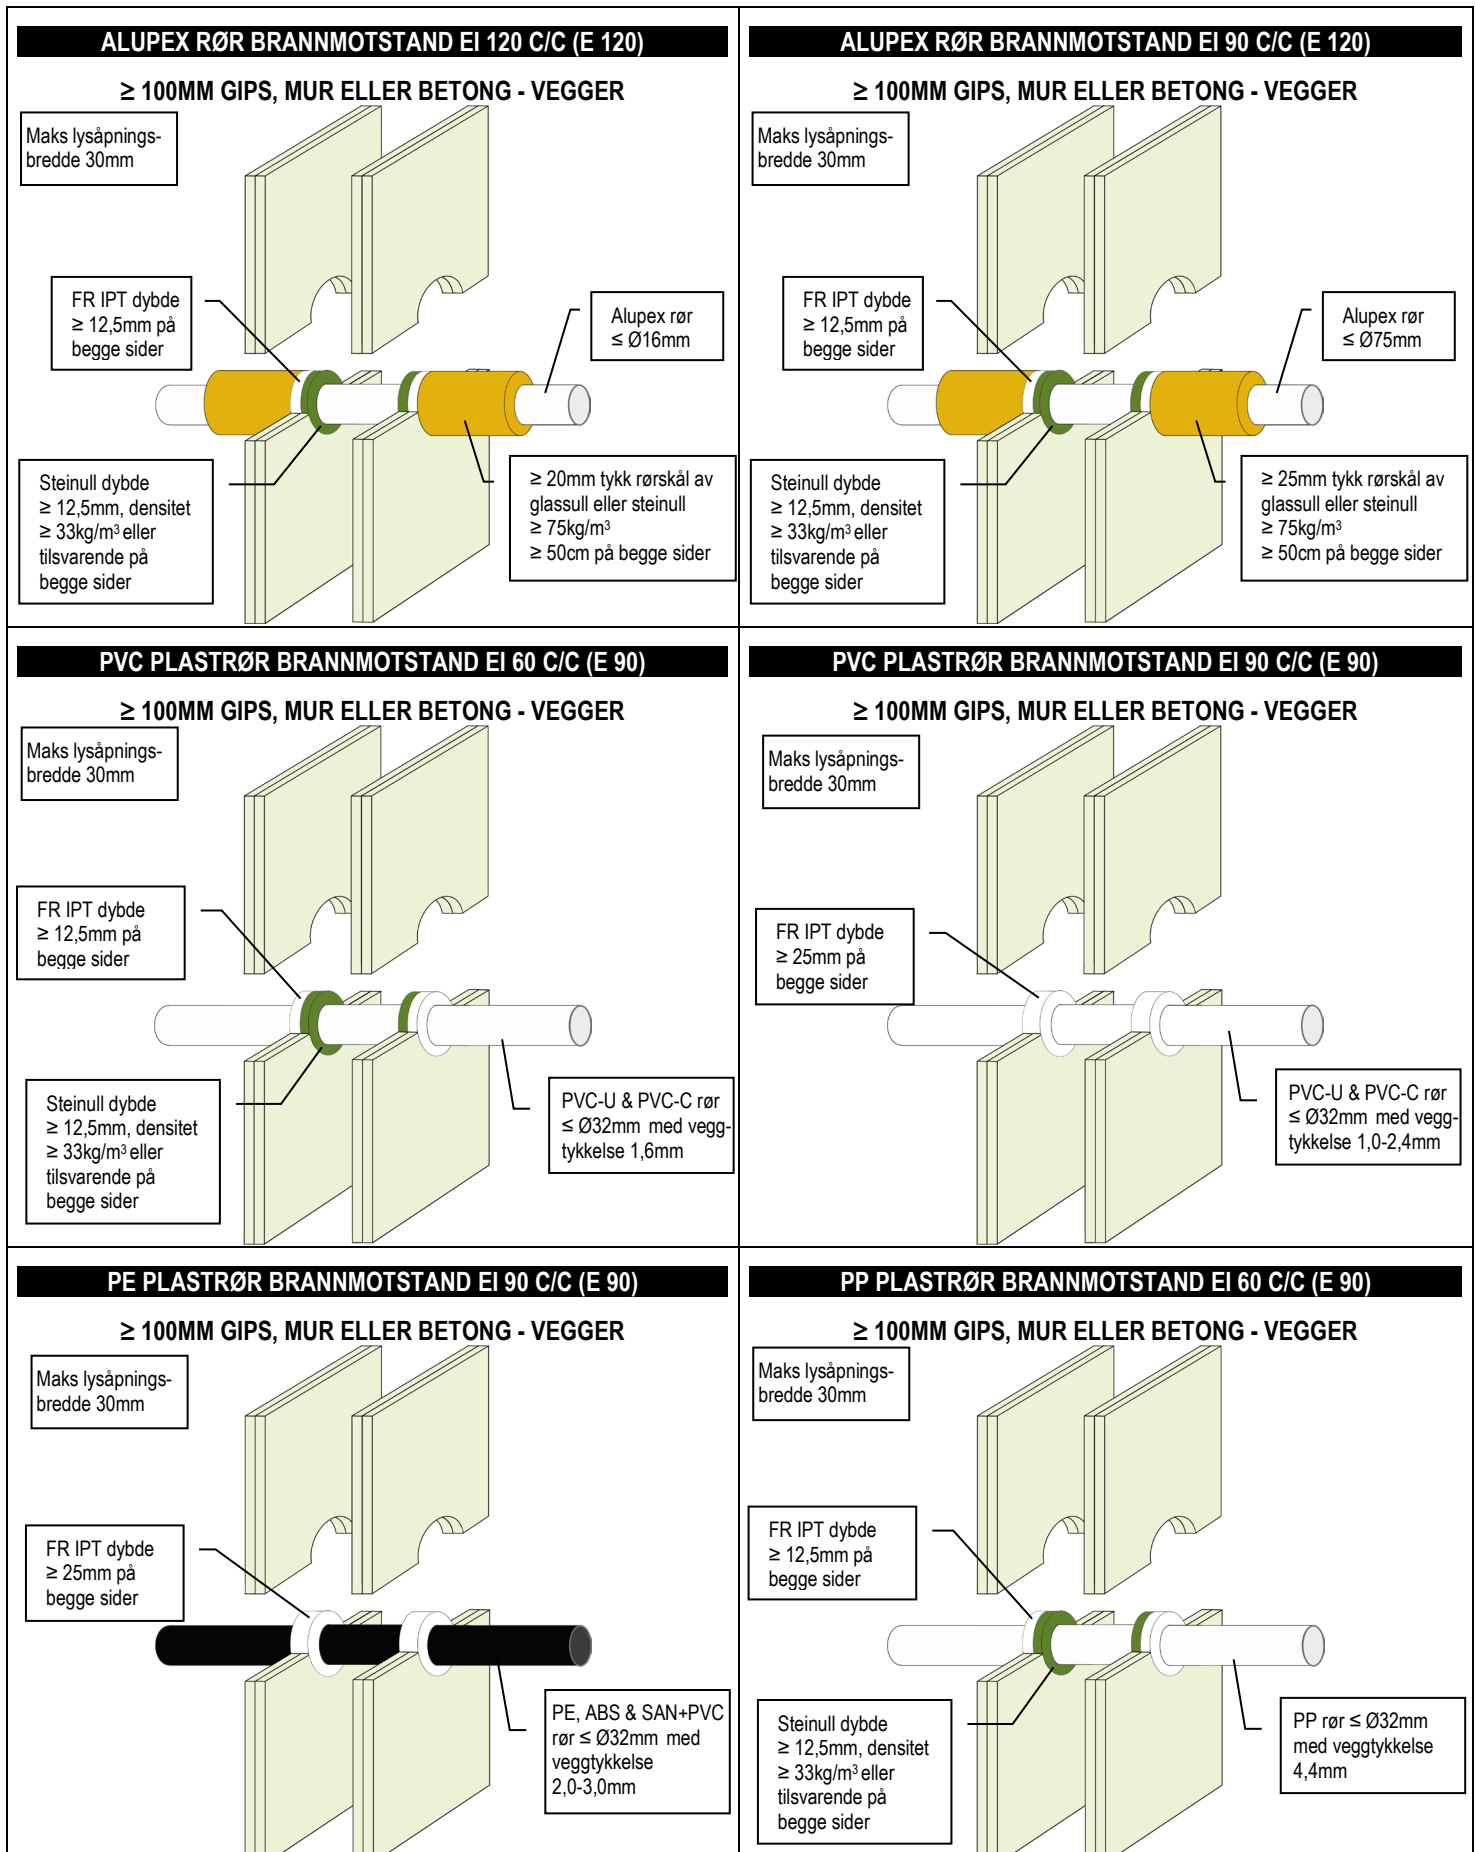 ALUPEX RØR BRANNMOTSTAND EI 120 C/C (E 120)
≥ 100MM GIPS, MUR ELLER BETONG - VEGGER
Maks lysåpnings-
bredde 30mm
FR IPT dybde
≥ 12,5mm på
begge sider
Alupex rør
≤ Ø16mm
Steinull dybde
≥ 12,5mm, densitet
≥ 33kg/m³ eller
tilsvarende på
begge sider
≥ 20mm tykk rørskål av
glassull eller steinull
≥ 75kg/m³
≥ 50cm på begge sider
ALUPEX RØR BRANNMOTSTAND EI 90 C/C (E 120)
≥ 100MM GIPS, MUR ELLER BETONG - VEGGER
Maks lysåpnings-
bredde 30mm
FR IPT dybde
≥ 12,5mm på
begge sider
Alupex rør
≤ Ø75mm
Steinull dybde
≥ 12,5mm, densitet
≥ 33kg/m³ eller
tilsvarende på
begge sider
≥ 25mm tykk rørskål av
glassull eller steinull
≥ 75kg/m³
≥ 50cm på begge sider
PVC PLASTRØR BRANNMOTSTAND EI 60 C/C (E 90)
≥ 100MM GIPS, MUR ELLER BETONG - VEGGER
Maks lysåpnings-
bredde 30mm
FR IPT dybde
≥ 12,5mm på
begge sider
Steinull dybde
≥ 12,5mm, densitet
≥ 33kg/m³ eller
tilsvarende på
begge sider
PVC-U & PVC-C rør
≤ Ø32mm med vegg-
tykkelse 1,6mm
PVC PLASTRØR BRANNMOTSTAND EI 90 C/C (E 90)
≥ 100MM GIPS, MUR ELLER BETONG - VEGGER
Maks lysåpnings-
bredde 30mm
FR IPT dybde
≥ 25mm på
begge sider
PVC-U & PVC-C rør
≤ Ø32mm med vegg-
tykkelse 1,0-2,4mm
PE PLASTRØR BRANNMOTSTAND EI 90 C/C (E 90)
≥ 100MM GIPS, MUR ELLER BETONG - VEGGER
Maks lysåpnings-
bredde 30mm
FR IPT dybde
≥ 25mm på
begge sider
PE, ABS & SAN+PVC
rør ≤ Ø32mm med
veggtykkelse
2,0-3,0mm
PP PLASTRØR BRANNMOTSTAND EI 60 C/C (E 90)
≥ 100MM GIPS, MUR ELLER BETONG - VEGGER
Maks lysåpnings-
bredde 30mm
FR IPT dybde
≥ 12,5mm på
begge sider
Steinull dybde
≥ 12,5mm, densitet
≥ 33kg/m³ eller
tilsvarende på
begge sider
PP rør ≤ Ø32mm
med veggtykkelse
4,4mm